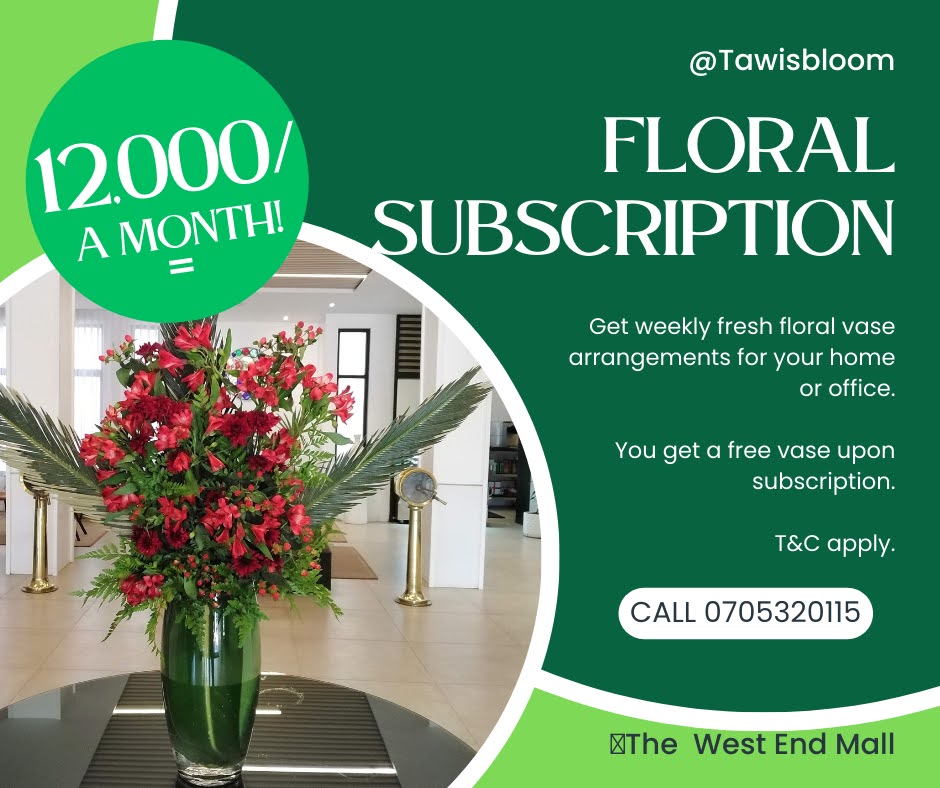 12.000/
A MONTH!
=
@Tawisbloom
FLORAL
SUBSCRIPTION
Get weekly fresh floral vase
arrangements for your home
or office.
You get a free vase upon
subscription.
T&C apply.
CALL 0705320115
The West End Mall